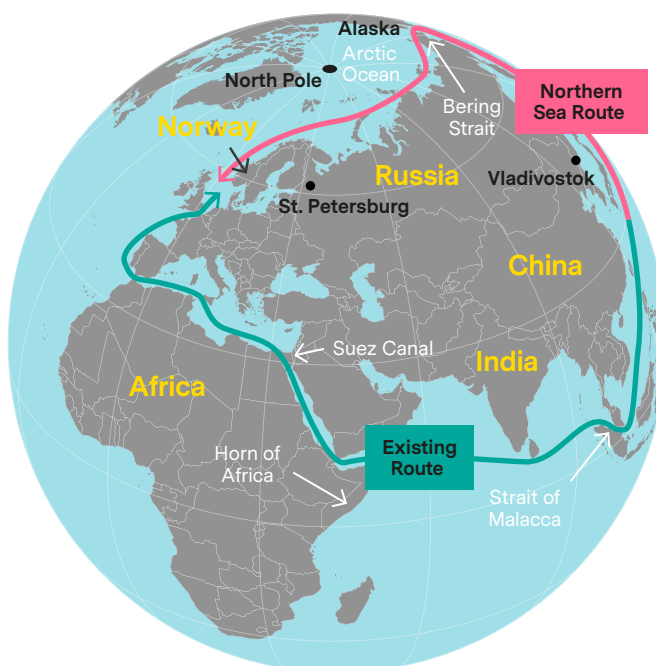 Alaska
Arctic
Ocean
North Pole
Northern
Sea Route
Bering
Strait
Norway
Russia
Vladivostok
St. Petersburg
China
Suez Canal
India
Africa
Existing
Route
Horn of
Africa
Strait of
Malacca